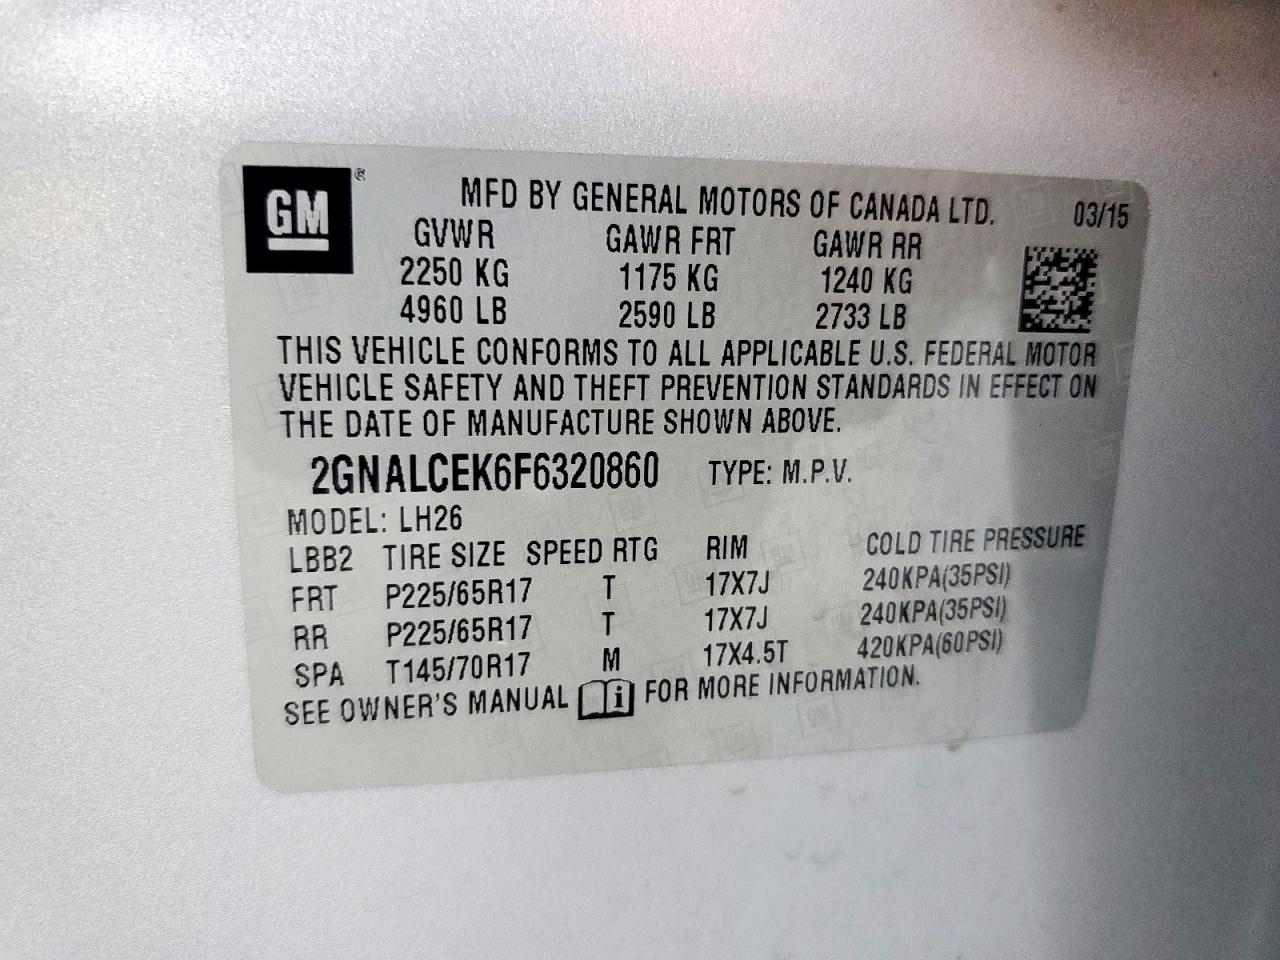 GM ®
MFD BY GENERAL MOTORS OF CANADA LTD. 03/15
GVWR GAWR FRT GAWR RR
2250 KG 1175 KG 1240 KG
4960 LB 2590 LB 2733 LB
THIS VEHICLE CONFORMS TO ALL APPLICABLE U.S. FEDERAL MOTOR
VEHICLE SAFETY AND THEFT PREVENTION STANDARDS IN EFFECT ON
THE DATE OF MANUFACTURE SHOWN ABOVE.
2GNALCEK6F6320860 TYPE: M.P.V.
MODEL: LH26
LBB2 TIRE SIZE SPEED RTG RIM COLD TIRE PRESSURE
FRT P225/65R17 T 17X7J 240KPA(35PSI)
RR P225/65R17 T 17X7J 240KPA(35PSI)
SPA T145/70R17 M 17X4.5T 420KPA(60PSI)
SEE OWNER'S MANUAL i FOR MORE INFORMATION.